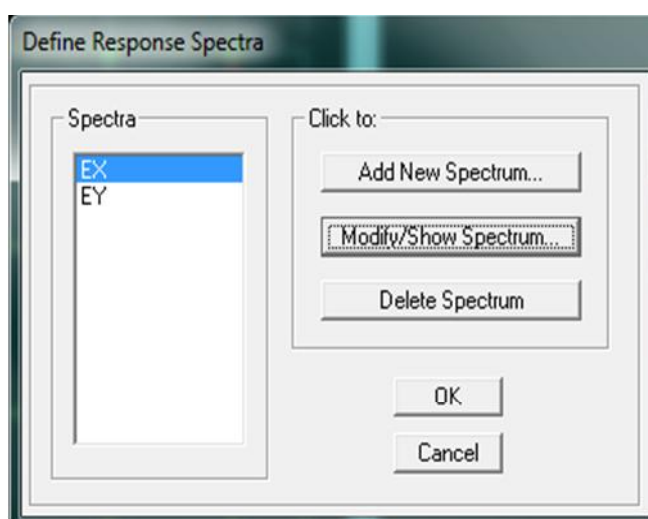 Define Response Spectra
Spectra
EX
EY
Click to:
Add New Spectrum...
Modify/Show Spectrum...
Delete Spectrum
OK
Cancel